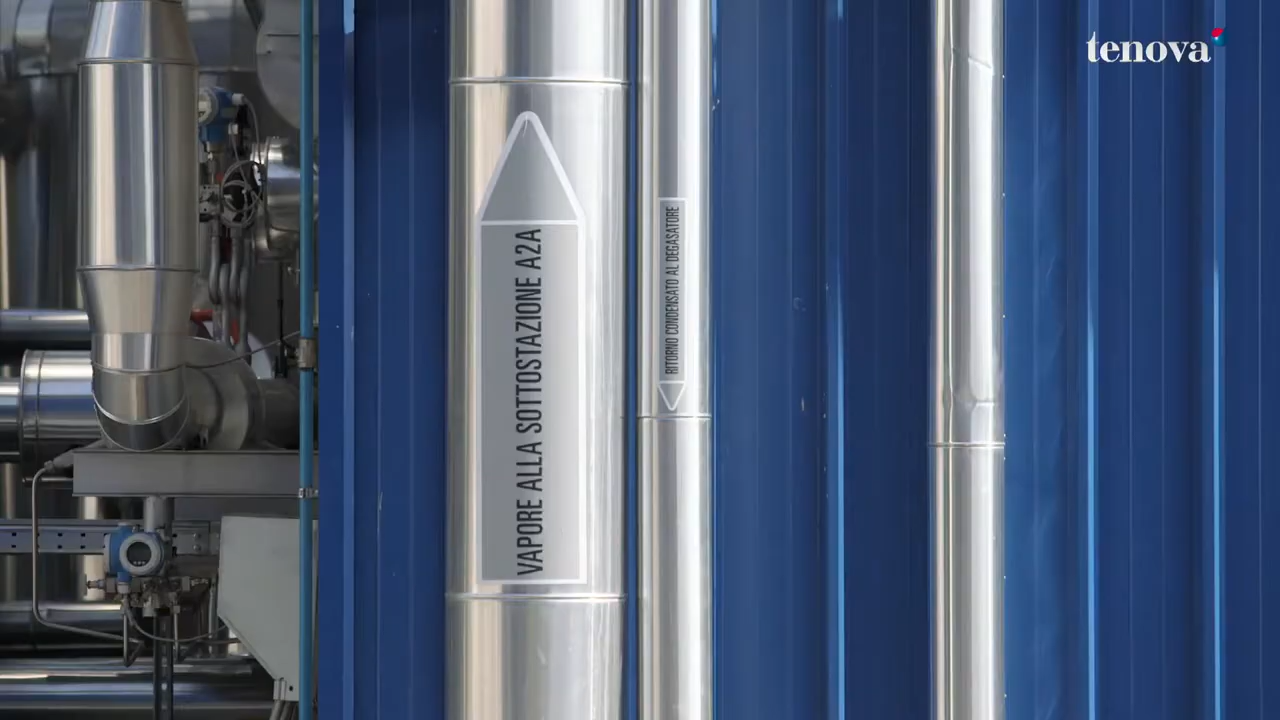 tenova
VAPORE ALLA SOTTOSTAZIONE A2A
RITORNO CONDENSATO AL DEGASATORE